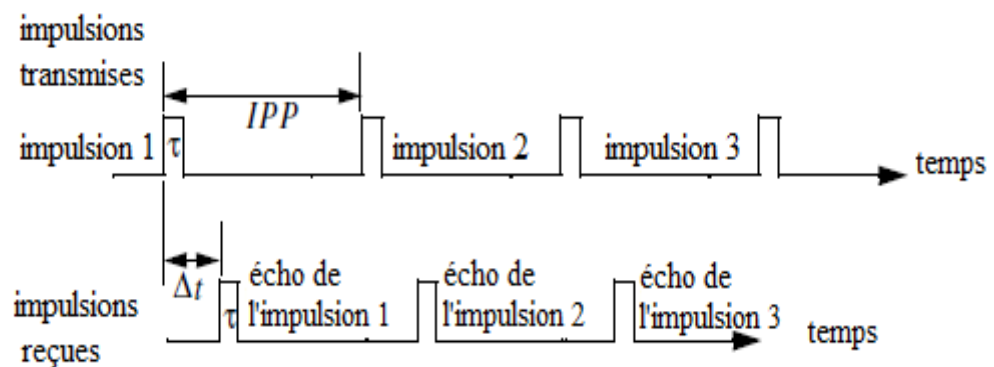 impulsions
transmises
IPP
impulsion 1
τ
impulsion 2
impulsion 3
temps
Δt
impulsions
reçues
τ
écho de
l'impulsion 1
écho de
l'impulsion 2
écho de
l'impulsion 3
temps